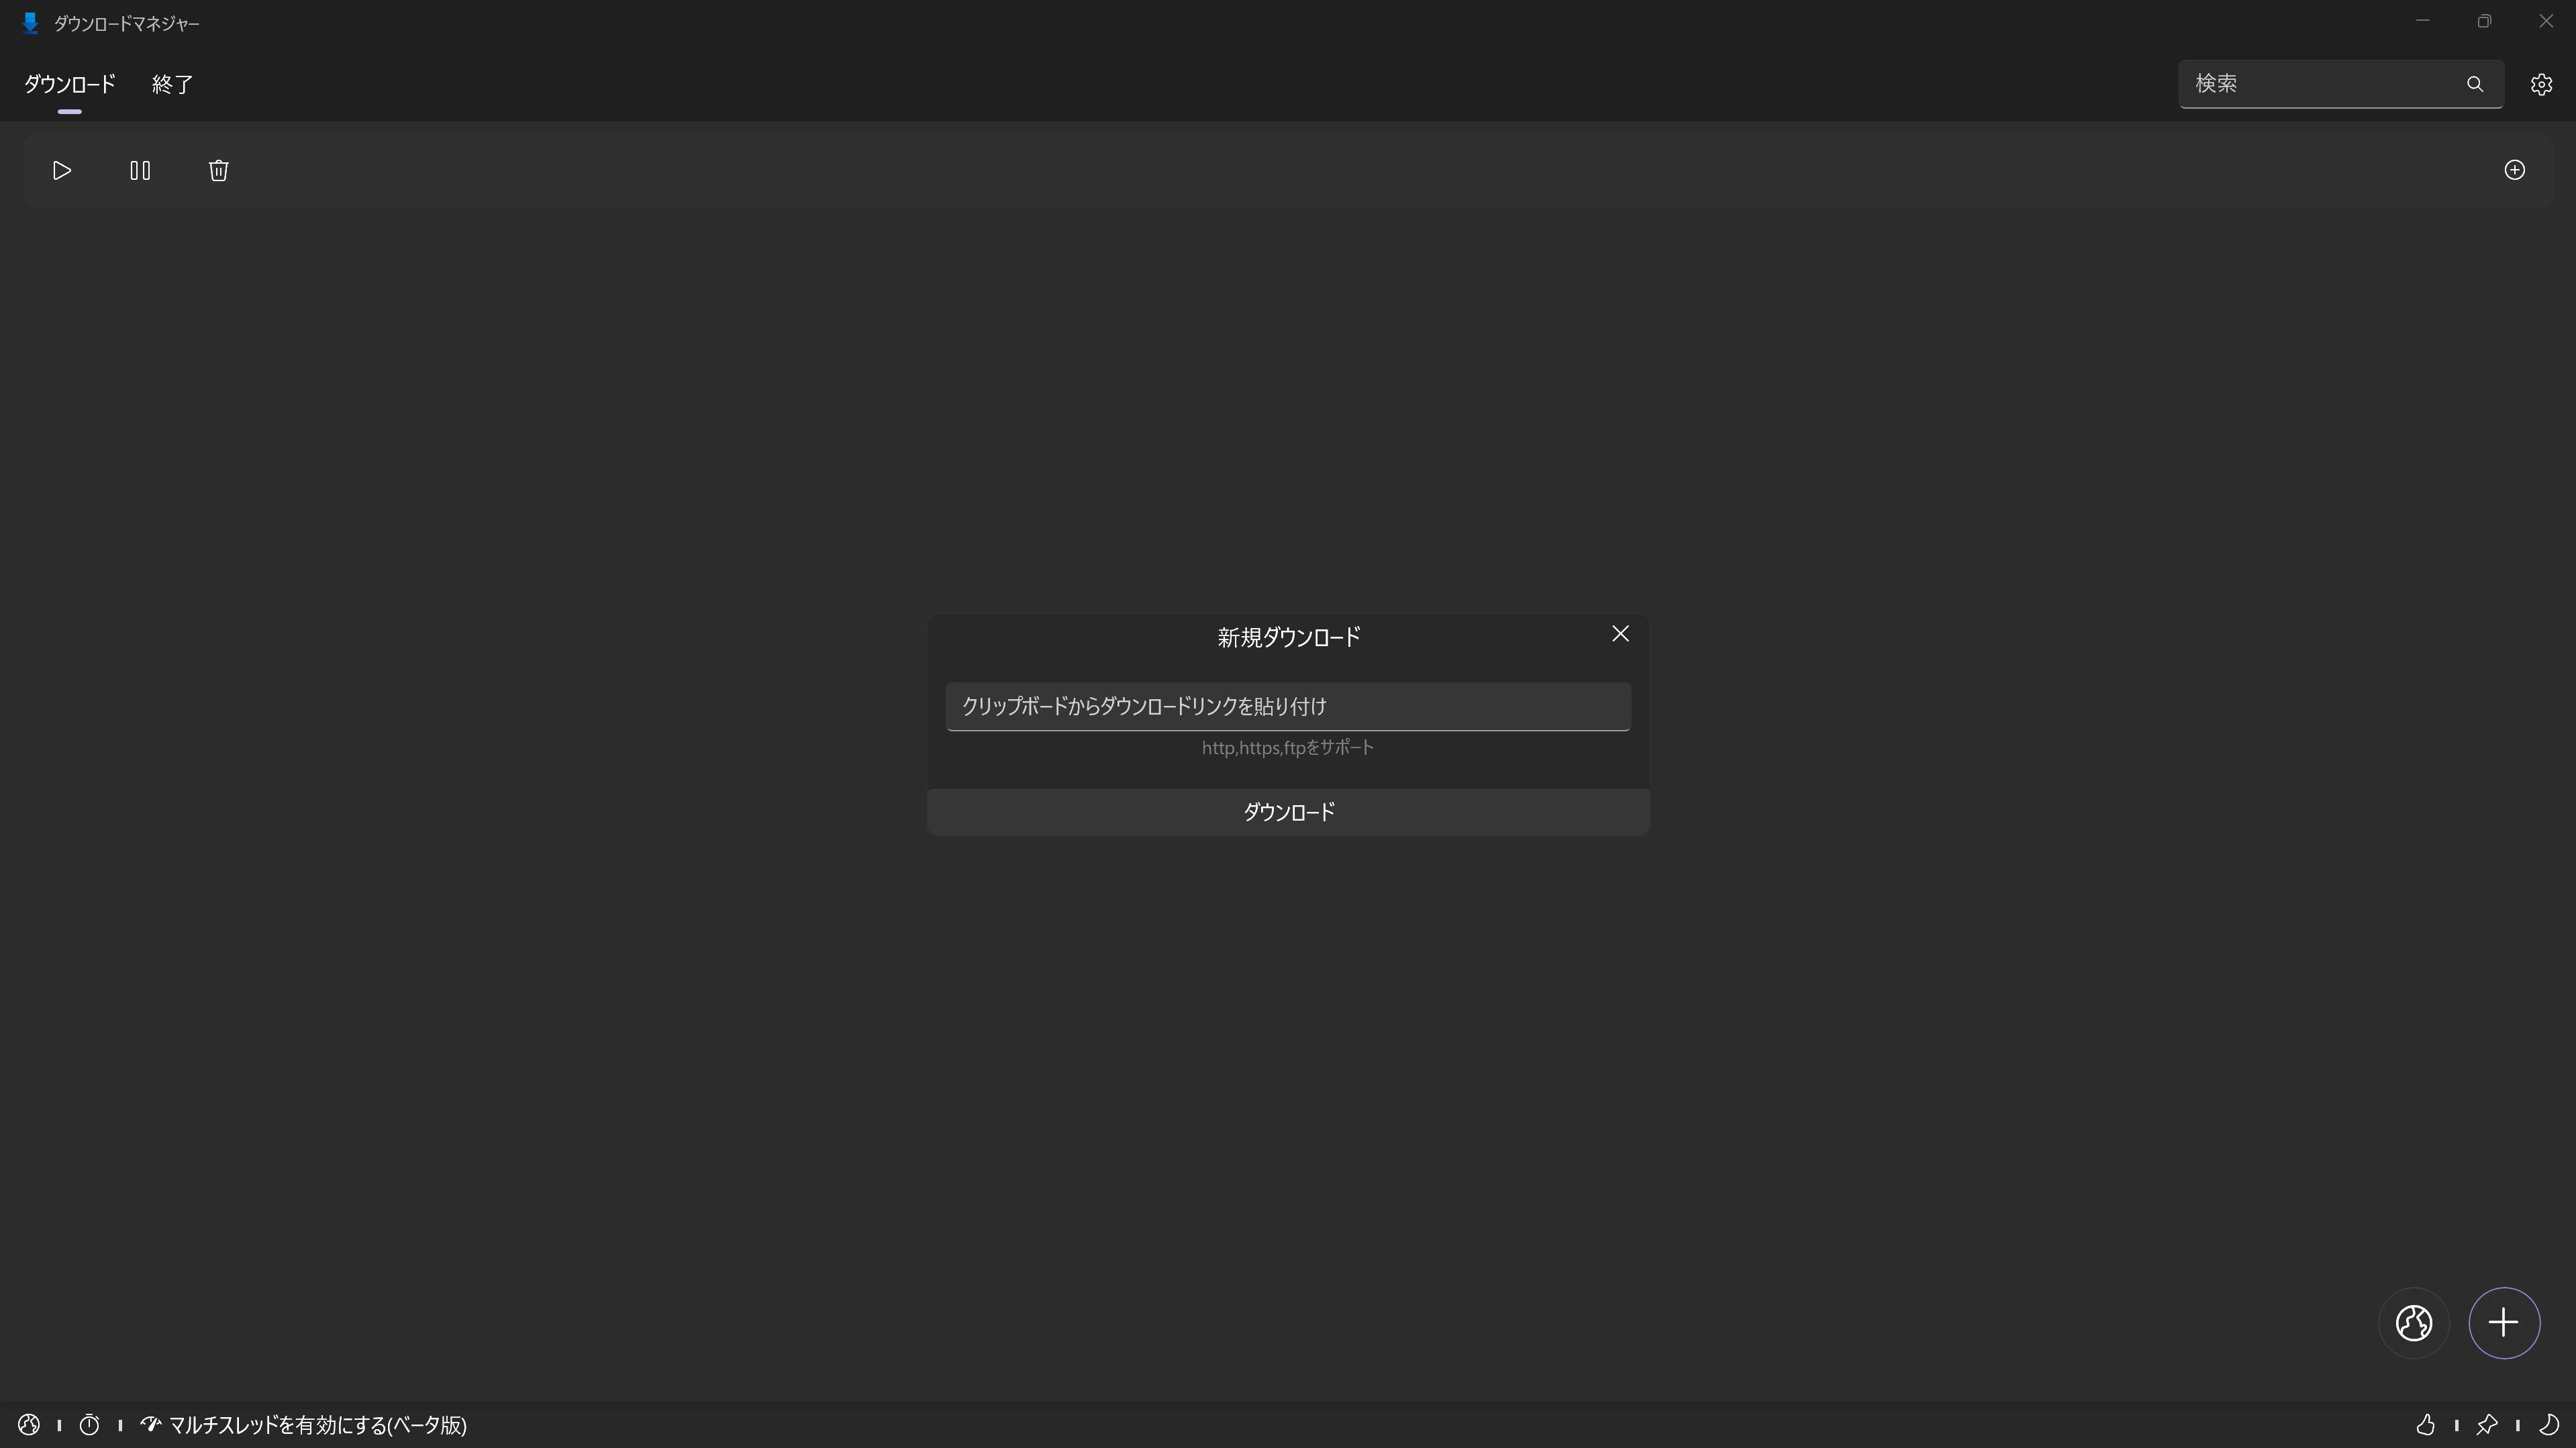 ダウンロードマネジャー
ダウンロード 終了
検索
新規ダウンロード
クリップボードからダウンロードリンクを貼り付け
http,https,ftpをサポート
ダウンロード
マルチスレッドを有効にする(ベータ版)